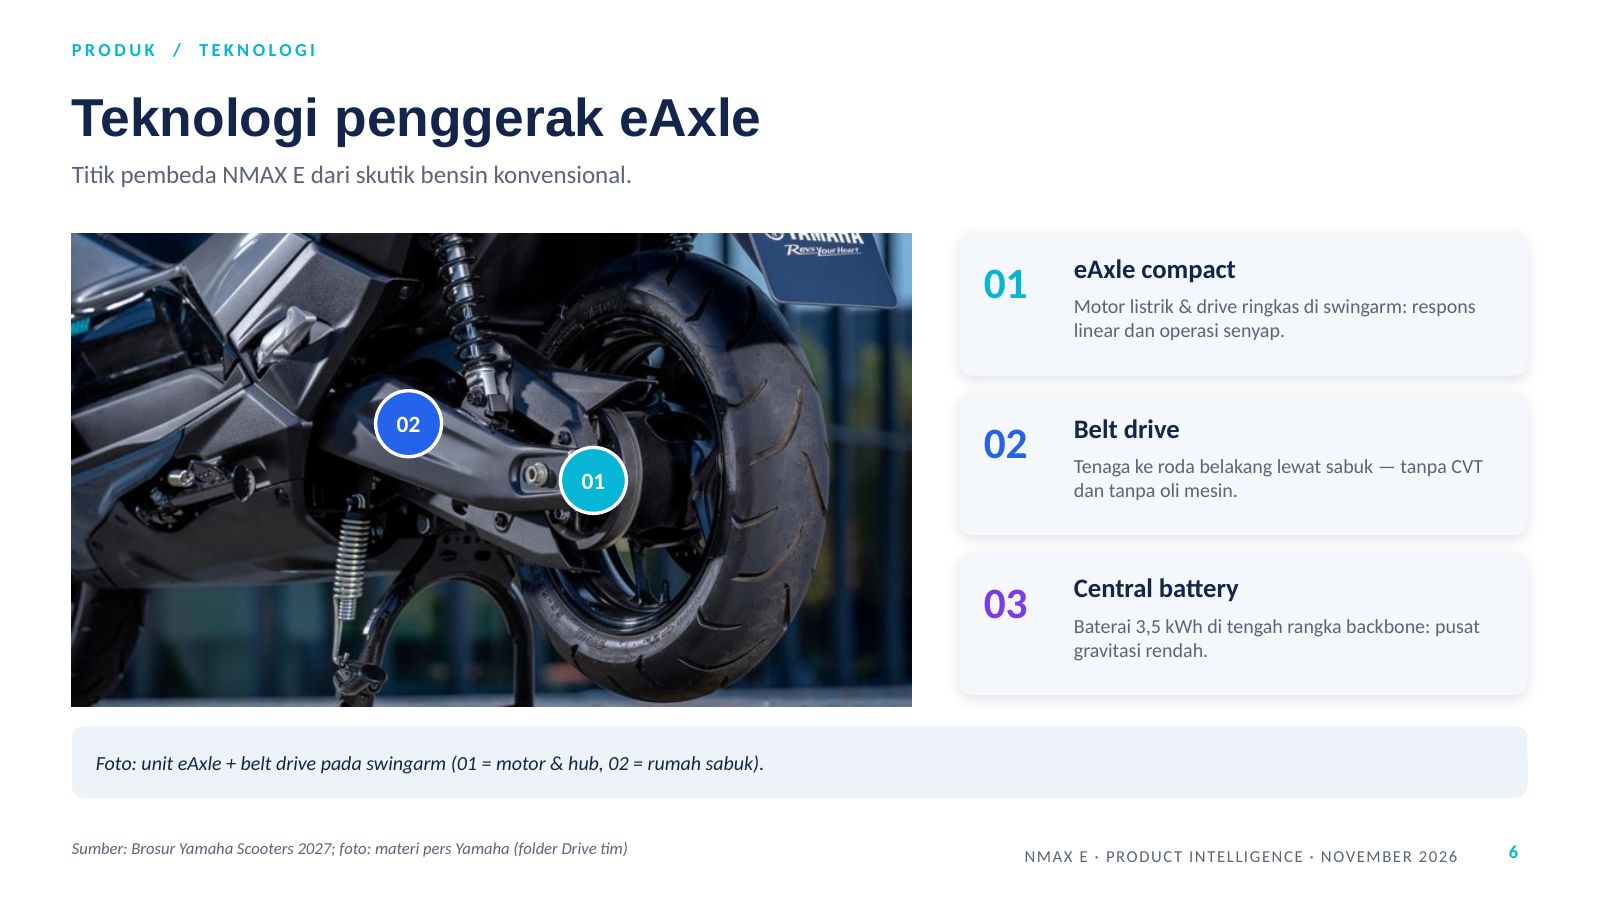 PRODUK / TEKNOLOGI
Teknologi penggerak eAxle
Titik pembeda NMAX E dari skutik bensin konvensional.
YAMAHA
Revs Your Heart
02
01
01
eAxle compact
Motor listrik & drive ringkas di swingarm: respons
linear dan operasi senyap.
02
Belt drive
Tenaga ke roda belakang lewat sabuk — tanpa CVT
dan tanpa oli mesin.
03
Central battery
Baterai 3,5 kWh di tengah rangka backbone: pusat
gravitasi rendah.
Foto: unit eAxle + belt drive pada swingarm (01 = motor & hub, 02 = rumah sabuk).
Sumber: Brosur Yamaha Scooters 2027; foto: materi pers Yamaha (folder Drive tim)
NMAX E · PRODUCT INTELLIGENCE · NOVEMBER 2026
6